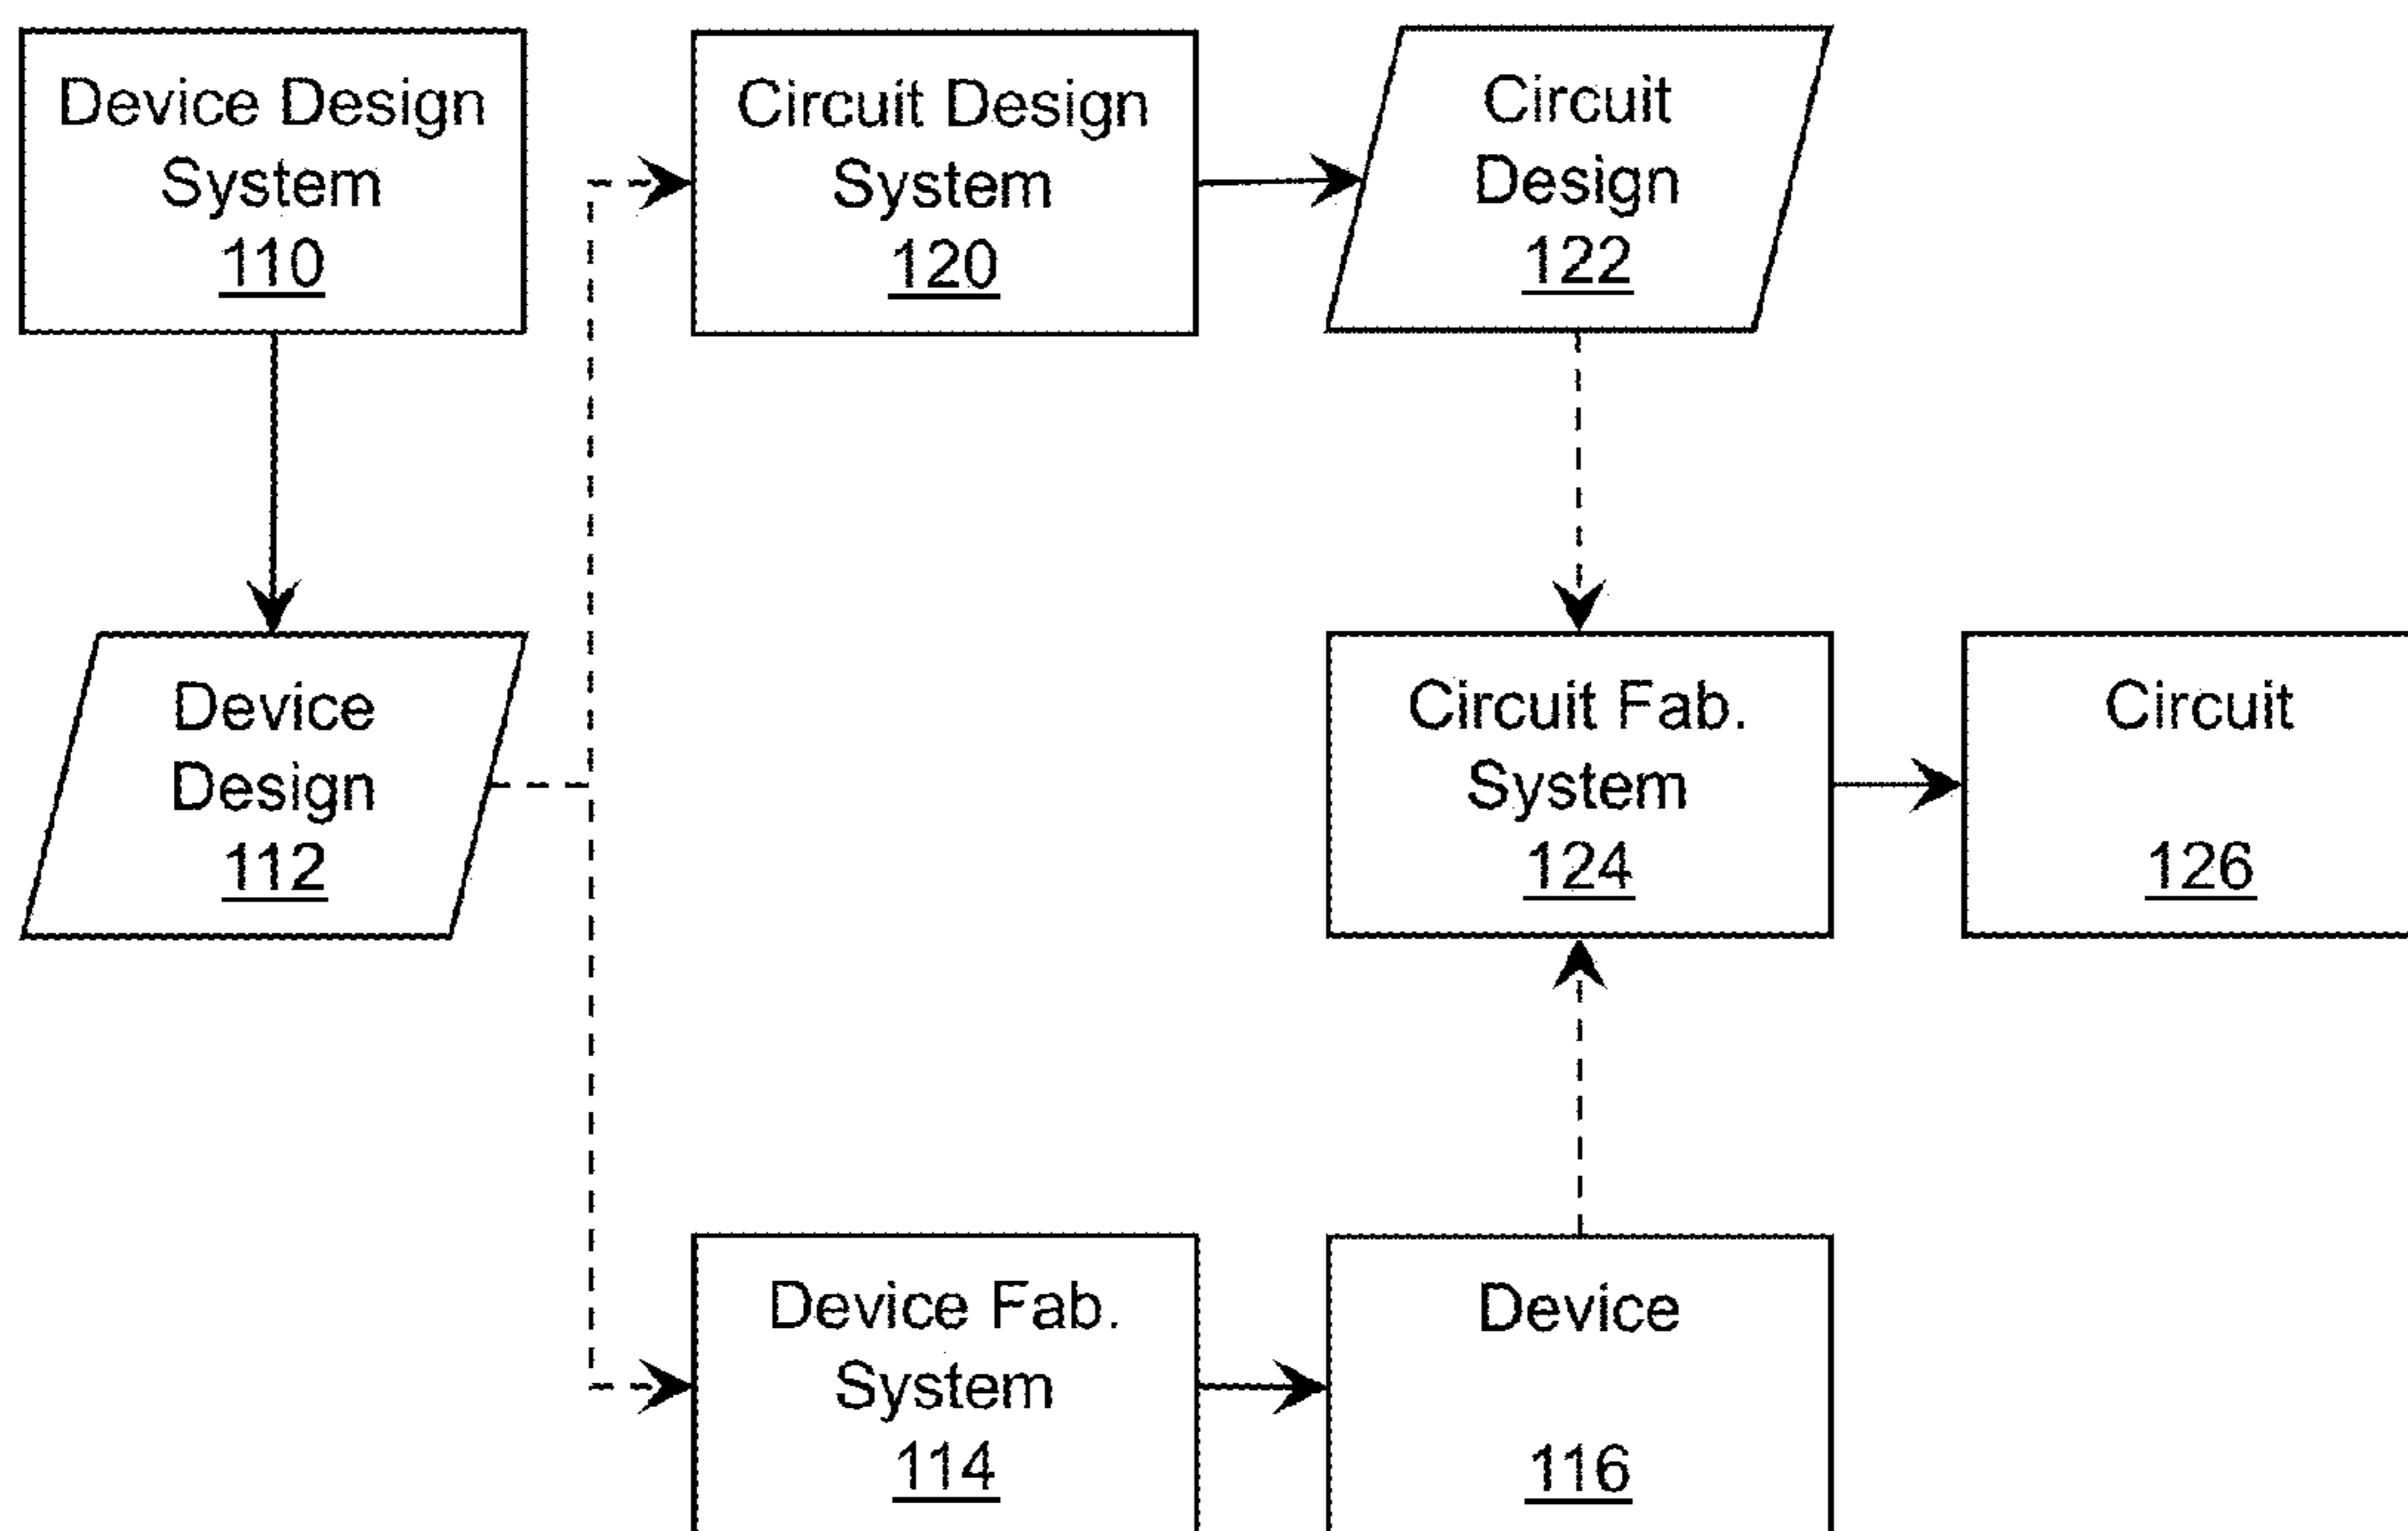 Device Design
System
110
Circuit Design
System
120
Circuit
Design
122
Device
Design
112
Circuit Fab.
System
124
Circuit
126
Device Fab.
System
114
Device
116